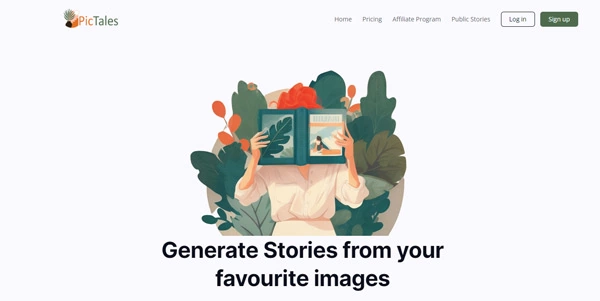 PicTales
Home Pricing Affiliate Program Public Stories Log in Sign up
Generate Stories from your
favourite images